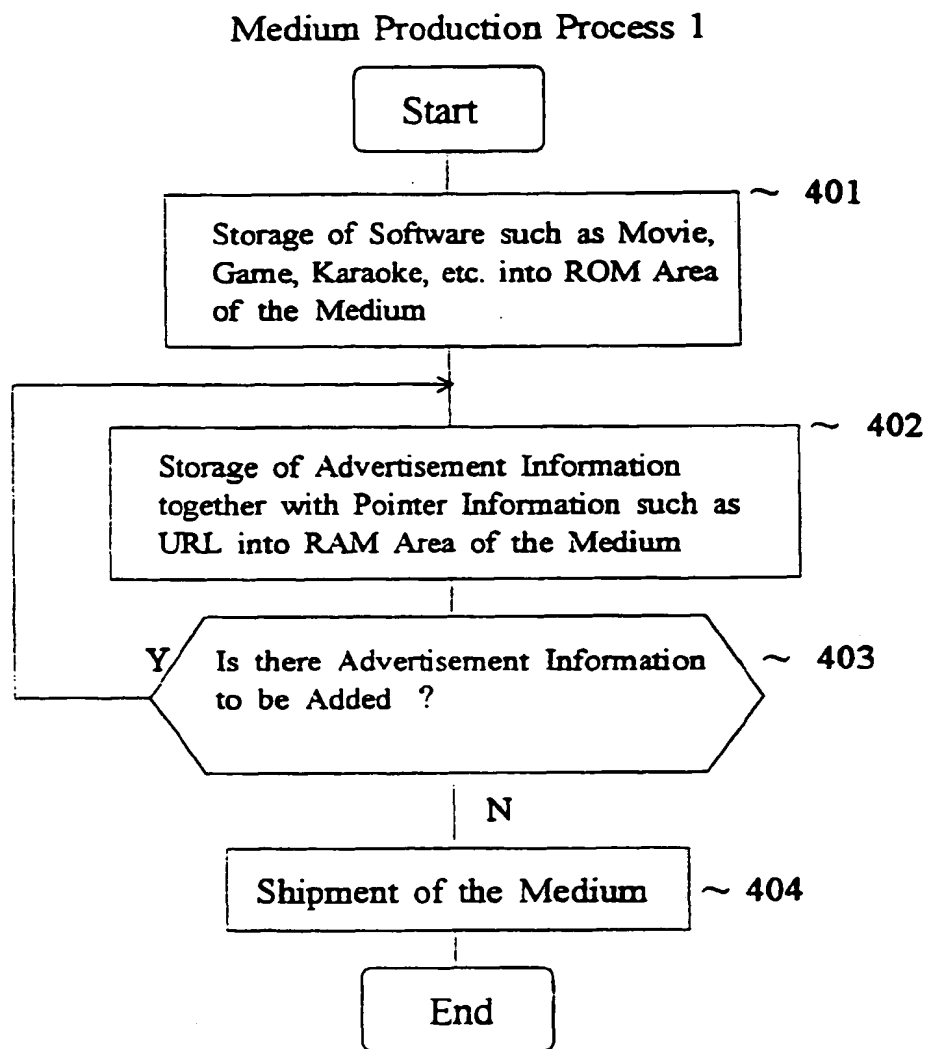 Medium Production Process 1
Start
~ 401
Storage of Software such as Movie,
Game, Karaoke, etc. into ROM Area
of the Medium
~ 402
Storage of Advertisement Information
together with Pointer Information such as
URL into RAM Area of the Medium
Y
Is there Advertisement Information
to be Added ?
~ 403
N
Shipment of the Medium
~ 404
End